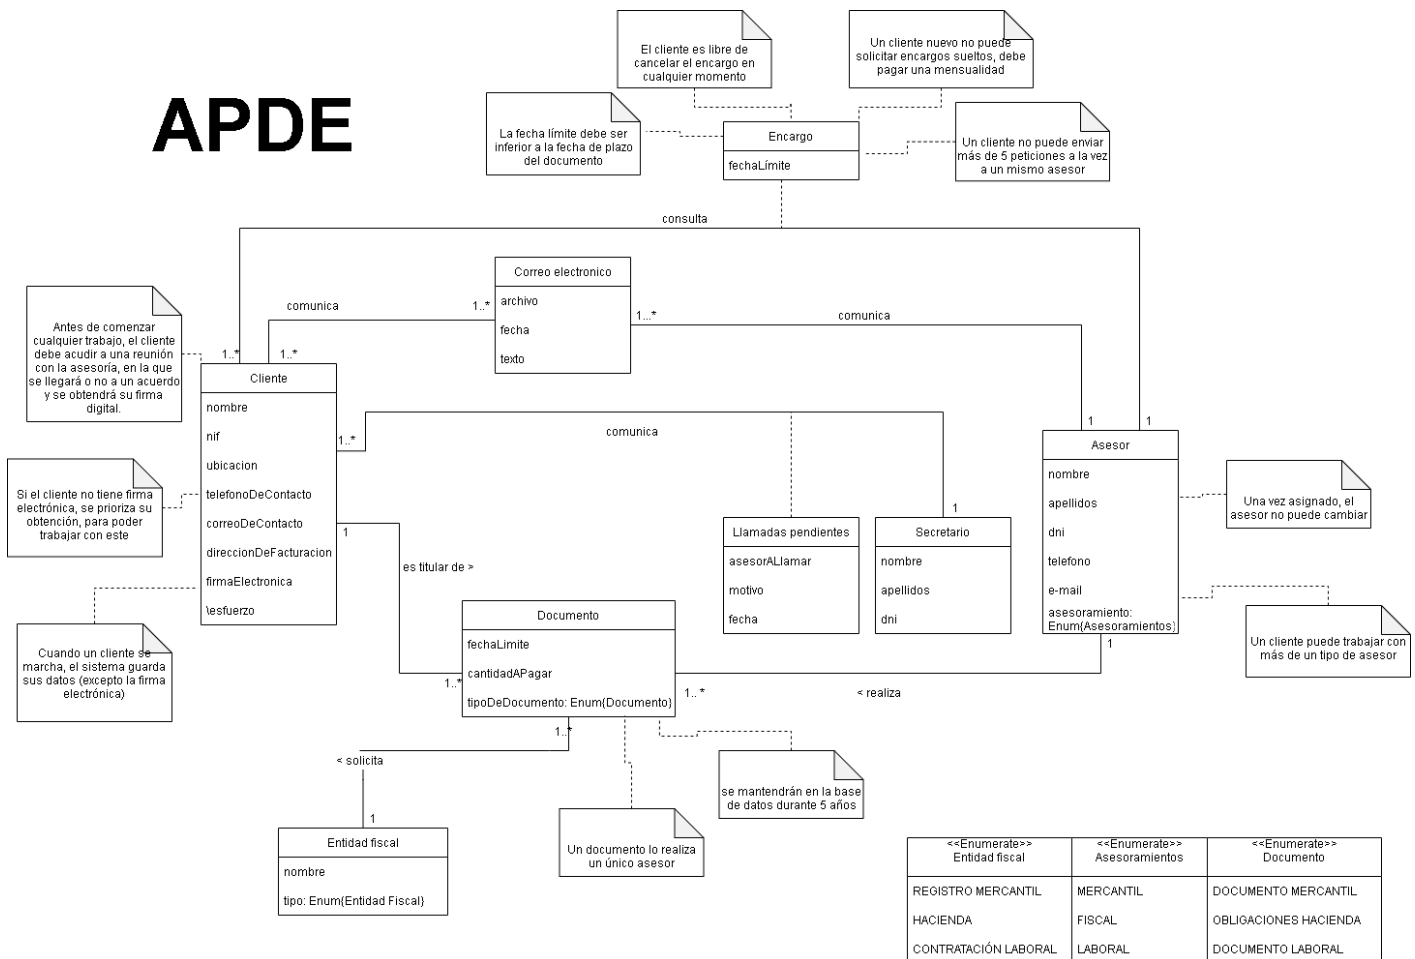 APDE
El cliente es libre de
cancelar el encargo en
cualquier momento
Un cliente nuevo no puede
solicitar encargos sueltos, debe
pagar una mensualidad
La fecha límite debe ser
inferior a la fecha de plazo
del documento
Encargo
fechaLímite
Un cliente no puede enviar
más de 5 peticiones a la vez
a un mismo asesor
consulta
Correo electronico
archivo
fecha
texto
comunica
1..*
1...*
comunica
Antes de comenzar
cualquier trabajo, el cliente
debe acudir a una reunión
con la asesoría, en la que
se llegará o no a un acuerdo
y se obtendrá su firma
digital.
1..*
1..*
Cliente
nombre
nif
ubicacion
telefonoDeContacto
correoDeContacto
direccionDeFacturacion
firmaElectronica
\esfuerzo
1..*
comunica
1
1
Asesor
nombre
apellidos
dni
telefono
e-mail
asesoramiento:
Enum{Asesoramientos}
Si el cliente no tiene firma
electrónica, se prioriza su
obtención, para poder
trabajar con este
Una vez asignado, el
asesor no puede cambiar
1
Llamadas pendientes
asesorALlamar
motivo
fecha
1
Secretario
nombre
apellidos
dni
es titular de >
Documento
fechaLimite
cantidadAPagar
tipoDeDocumento: Enum{Documento}
Cuando un cliente se
marcha, el sistema guarda
sus datos (excepto la firma
electrónica)
Un cliente puede trabajar con
más de un tipo de asesor
1
1..*
1.. *
< realiza
1..*
< solicita
1
se mantendrán en la base
de datos durante 5 años
Un documento lo realiza
un único asesor
Entidad fiscal
nombre
tipo: Enum{Entidad Fiscal}
<<Enumerate>>
Entidad fiscal
REGISTRO MERCANTIL
HACIENDA
CONTRATACIÓN LABORAL
<<Enumerate>>
Asesoramientos
MERCANTIL
FISCAL
LABORAL
<<Enumerate>>
Documento
DOCUMENTO MERCANTIL
OBLIGACIONES HACIENDA
DOCUMENTO LABORAL